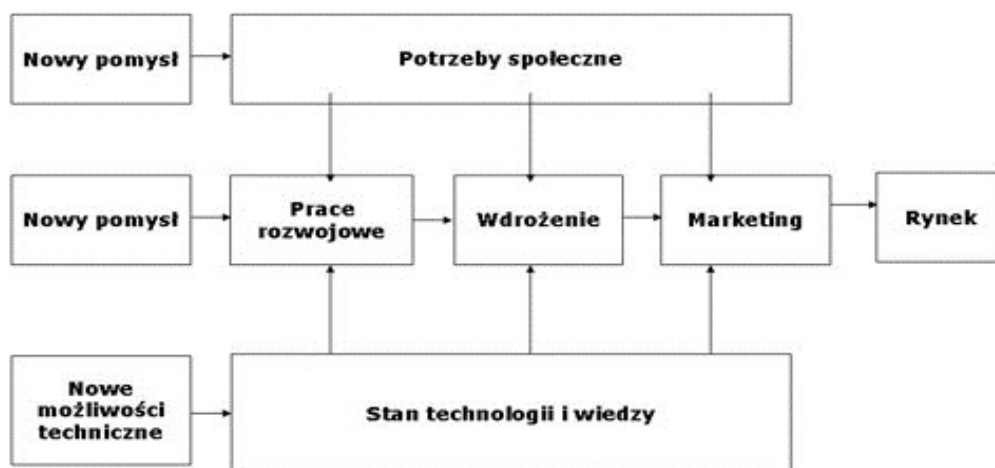 Nowy pomysł
Potrzeby społeczne
Nowy pomysł
Prace
rozwojowe
Wdrożenie
Marketing
Rynek
Nowe
możliwości
techniczne
Stan technologii i wiedzy